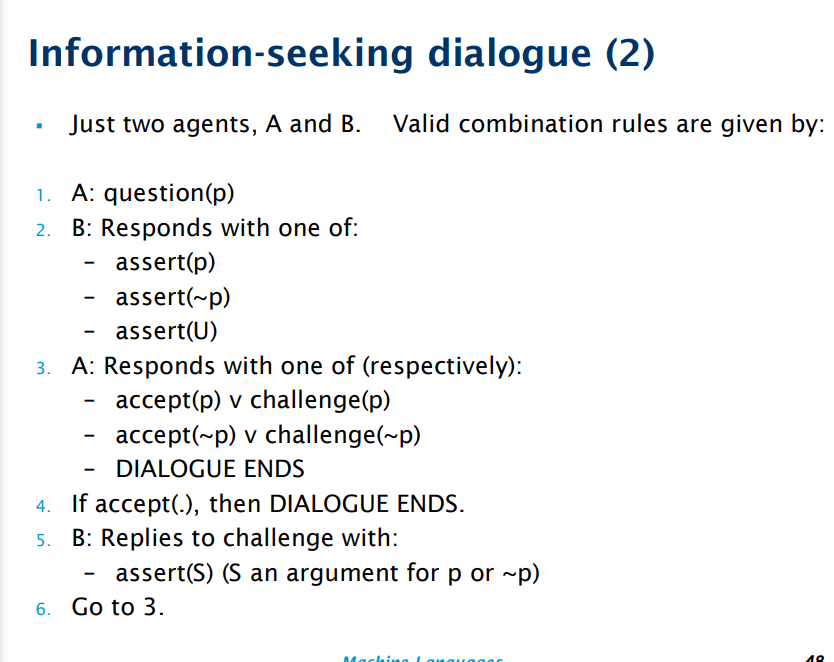 Information-seeking dialogue (2)
▪ Just two agents, A and B. Valid combination rules are given by:
1. A: question(p)
2. B: Responds with one of:
– assert(p)
– assert(~p)
– assert(U)
3. A: Responds with one of (respectively):
– accept(p) v challenge(p)
– accept(~p) v challenge(~p)
– DIALOGUE ENDS
4. If accept(.), then DIALOGUE ENDS.
5. B: Replies to challenge with:
– assert(S) (S an argument for p or ~p)
6. Go to 3.
Machine Languages
48